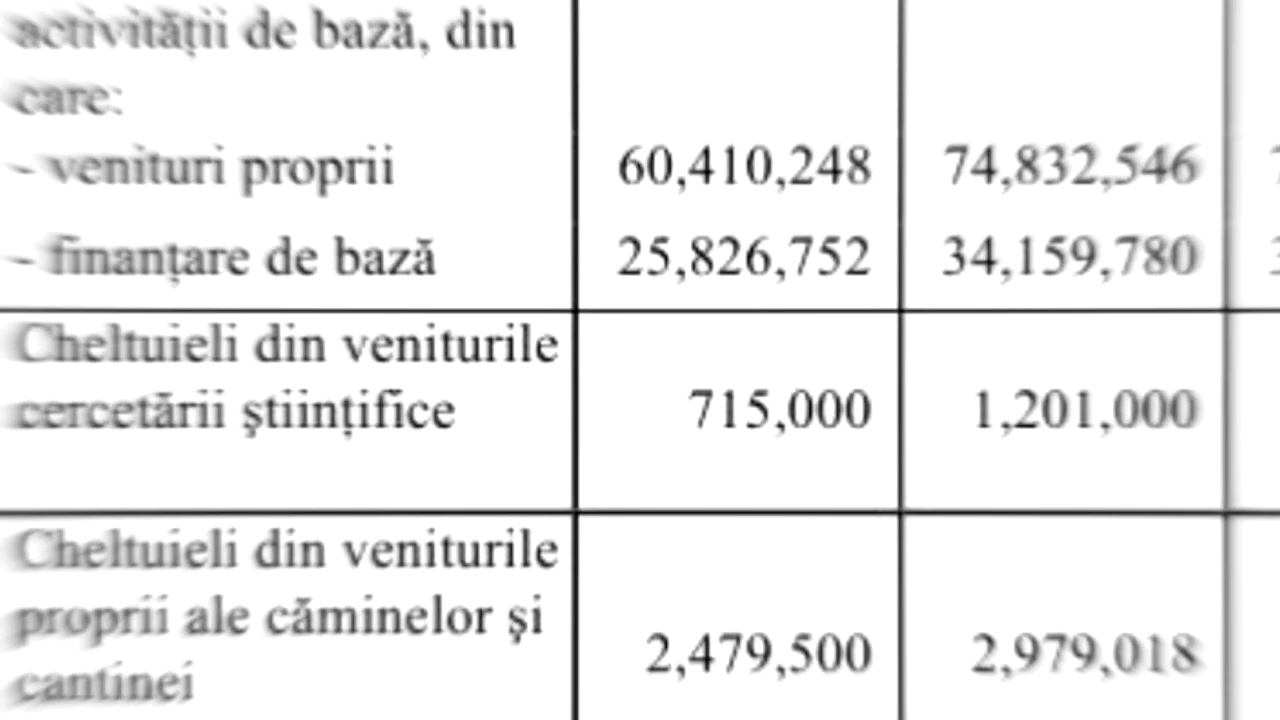 activității de bază, din
care:
- venituri proprii 60,410,248 74,832,546
- finanțare de bază 25,826,752 34,159,780
Cheltuieli din veniturile
cercetării științifice 715,000 1,201,000
Cheltuieli din veniturile
proprii ale căminelor și
cantinei 2,479,500 2,979,018